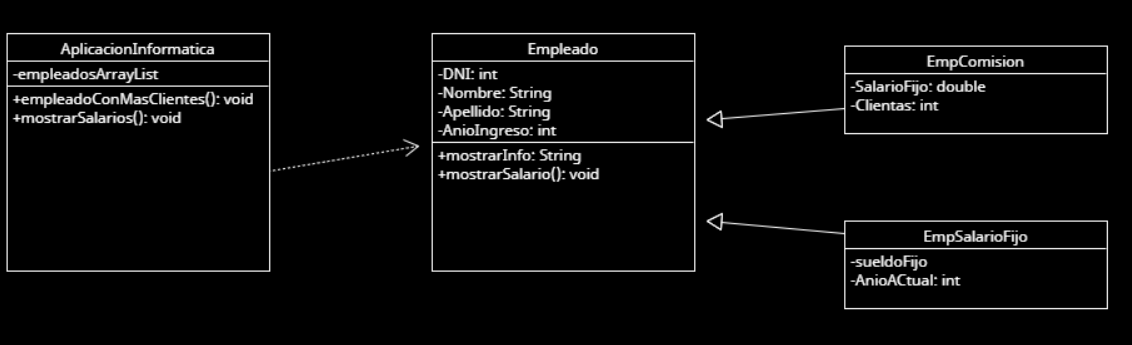 AplicacionInformatica
-empleadosArrayList
+empleadoConMasClientes(): void
+mostrarSalarios(): void
Empleado
-DNI: int
-Nombre: String
-Apellido: String
-AnioIngreso: int
+mostrarInfo: String
+mostrarSalario(): void
EmpComision
-SalarioFijo: double
-Clientas: int
EmpSalarioFijo
-sueldoFijo
-AnioACtual: int